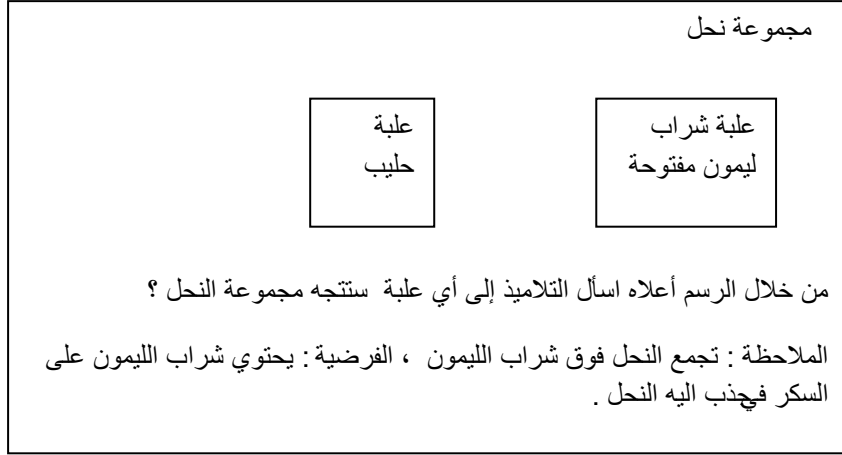 مجموعة نحل
علبة شراب
ليمون مفتوحة
علبة
حليب
من خلال الرسم أعلاه اسأل التلاميذ إلى أي علبة ستتجه مجموعة النحل ؟
الملاحظة : تجمع النحل فوق شراب الليمون ، الفرضية : يحتوي شراب الليمون على
السكر فيجذب اليه النحل .